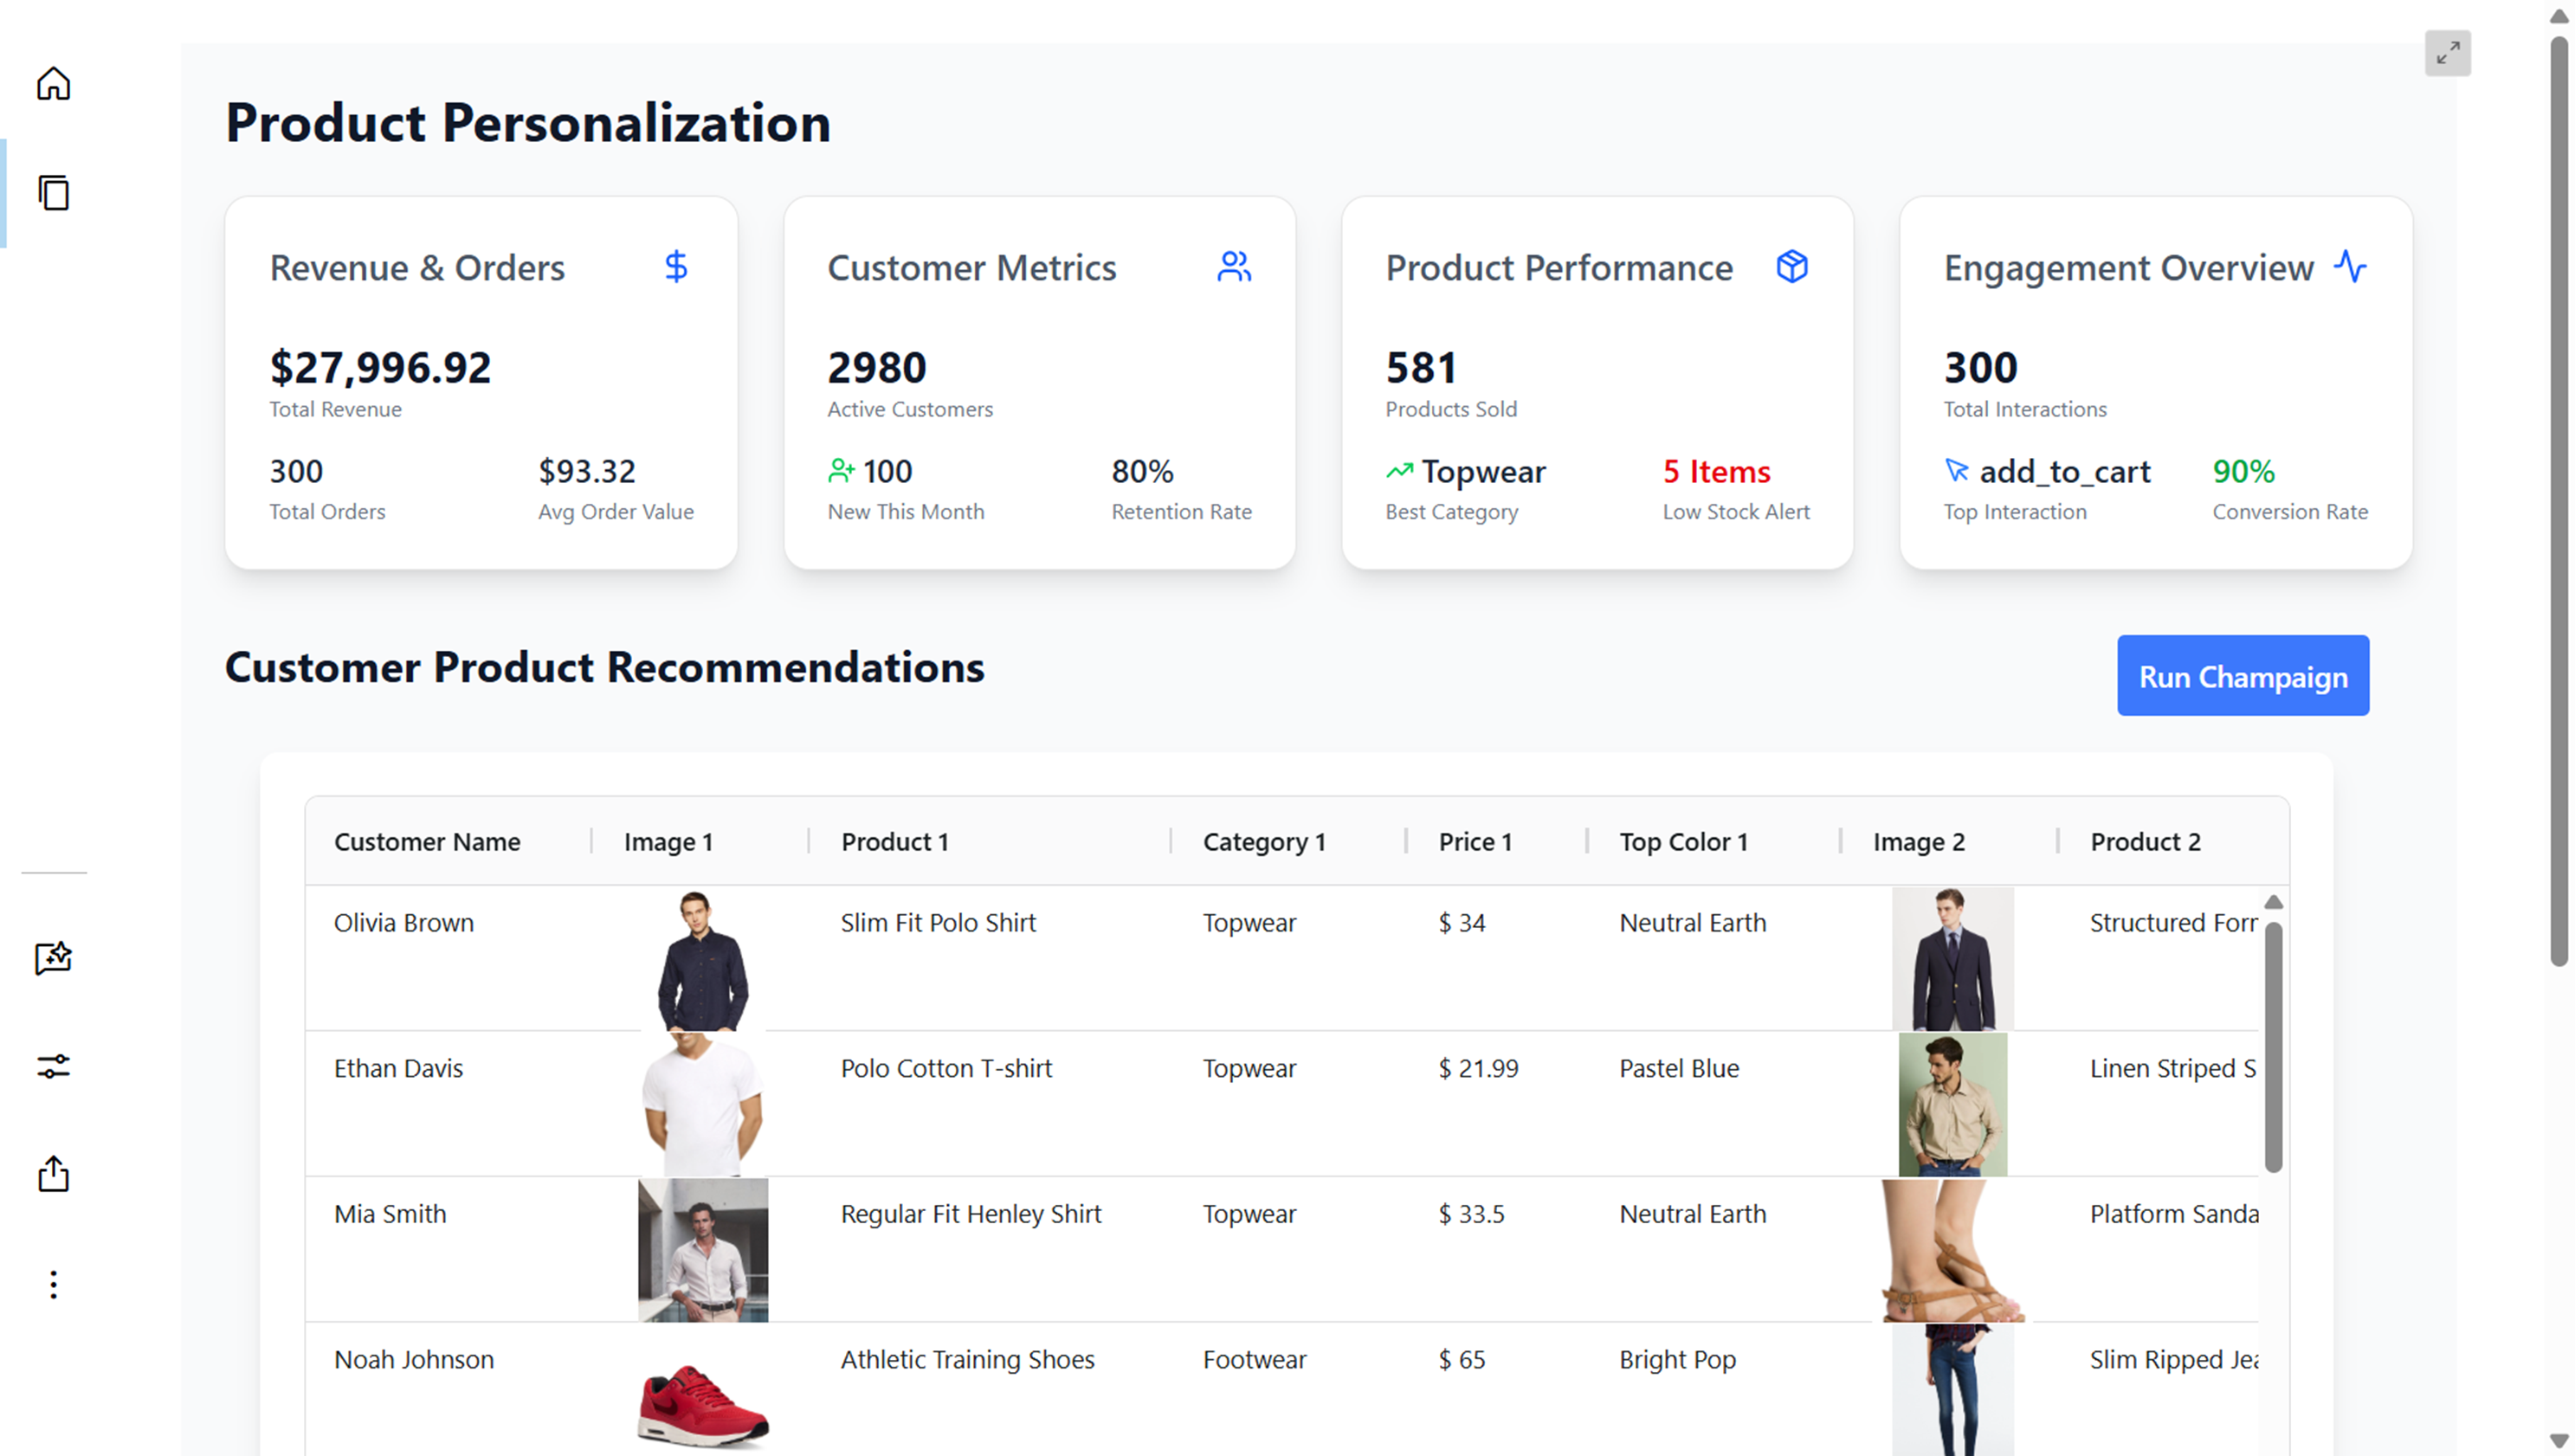 Product Personalization
Revenue & Orders
$27,996.92
Total Revenue
300 $93.32
Total Orders Avg Order Value
Customer Metrics
2980
Active Customers
100 80%
New This Month Retention Rate
Product Performance
581
Products Sold
Topwear 5 Items
Best Category Low Stock Alert
Engagement Overview
300
Total Interactions
add_to_cart 90%
Top Interaction Conversion Rate
Customer Product Recommendations
Run Champaign
Customer Name Image 1 Product 1 Category 1 Price 1 Top Color 1 Image 2 Product 2
Olivia Brown Slim Fit Polo Shirt Topwear $ 34 Neutral Earth Structured
Ethan Davis Polo Cotton T-shirt Topwear $ 21.99 Pastel Blue Linen Striped S
Mia Smith Regular Fit Henley Shirt Topwear $ 33.5 Neutral Earth Platform Sanda
Noah Johnson Athletic Training Shoes Footwear $ 65 Bright Pop Slim Ripped Jea